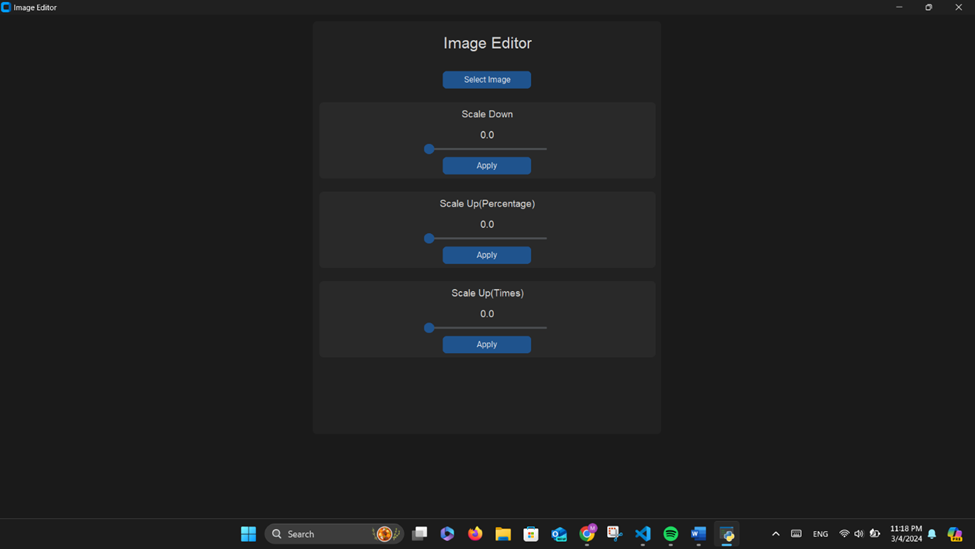 Image Editor
Image Editor
Select Image
Scale Down
0.0
Apply
Scale Up(Percentage)
0.0
Apply
Scale Up(Times)
0.0
Apply
Search
M
W
ENG
11:18 PM
3/4/2024